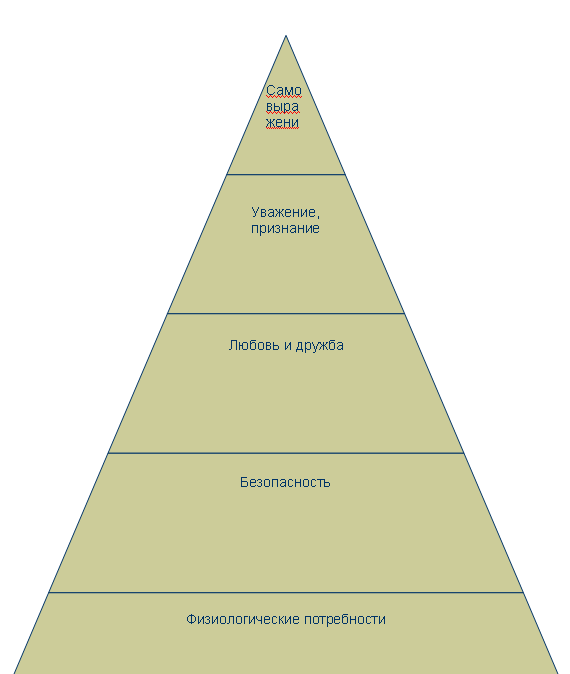 Само
выра
жени
Уважение,
признание
Любовь и дружба
Безопасность
Физиологические потребности